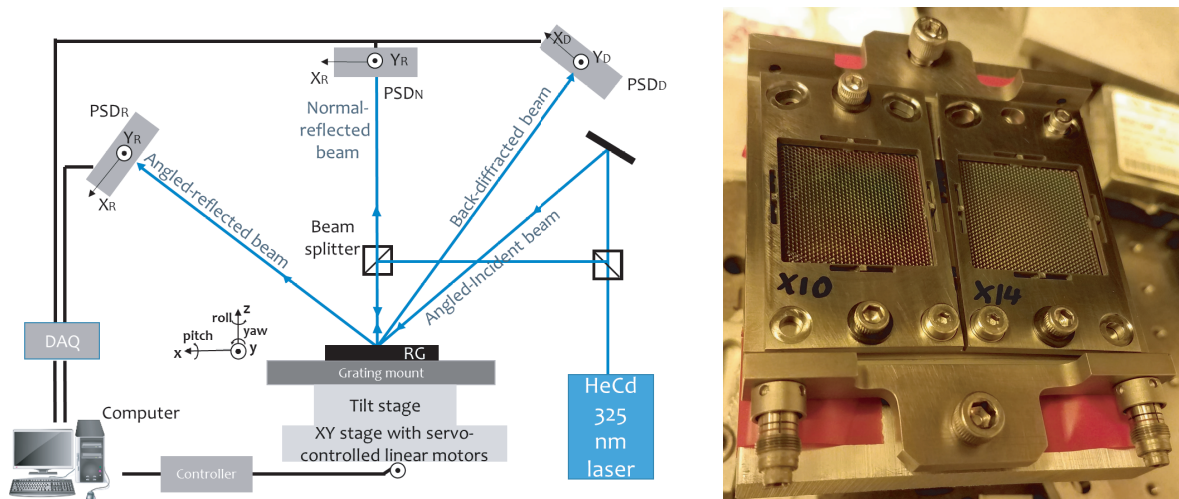 XD
YD
YR
XR
PSDN
PSDD
Normal-
reflected
beam
PSDR
YR
XR
Angled-reflected beam
Back-diffracted beam
Angled-Incident beam
Beam
splitter
z
roll
yaw
pitch
x
y
DAQ
RG
Grating mount
Tilt stage
XY stage with servo-
controlled linear motors
Computer
Controller
HeCd
325
nm
laser
X10
X14